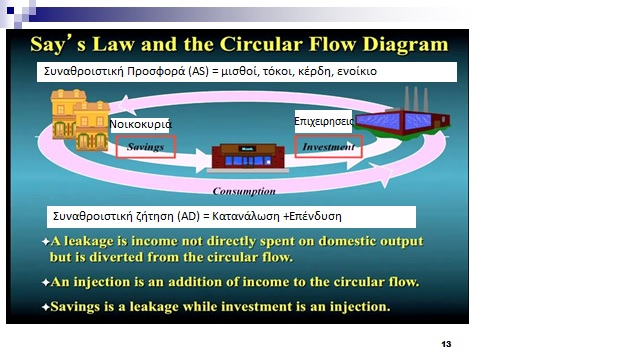 Say's Law and the Circular Flow Diagram
Συναθροιστική Προσφορά (AS) = μισθοί, τόκοι, κέρδη, ενοίκιο
Νοικοκυριά
Επιχειρησεις
Savings
Bank
Investment
Consumption
Συναθροιστική ζήτηση (AD) = Κατανάλωση +Επένδυση
A leakage is income not directly spent on domestic output
but is diverted from the circular flow.
An injection is an addition of income to the circular flow.
Savings is a leakage while investment is an injection.
13